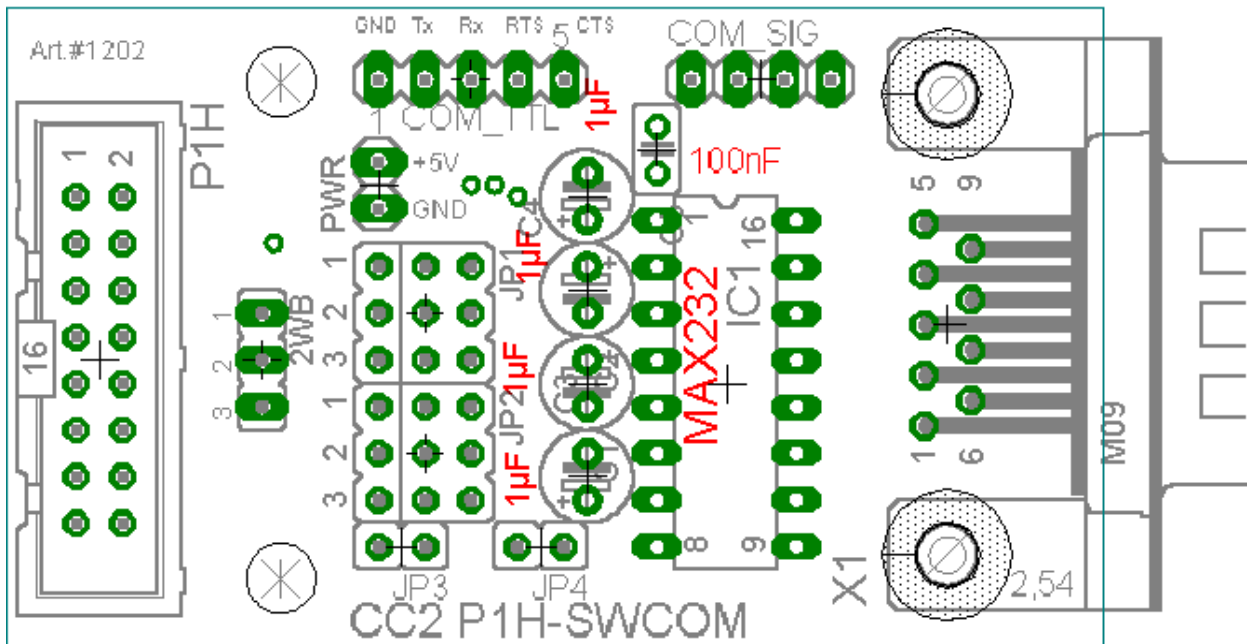 GND Tx Rx RTS 5 CTS
COM_SIG
Art.#1202
1 COM_TTL
1µF
P1H
1 2
PWR
+5V
GND
100nF
5 9
C4
1 16
1µF
JP1
1
2
3
IC1
MAX232
2WB
1
2
3
16
1µF
C3
JP2
1
2
3
1µF
M09
1 6
8 9
JP3
JP4
X1
2,54
CC2 P1H-SWCOM